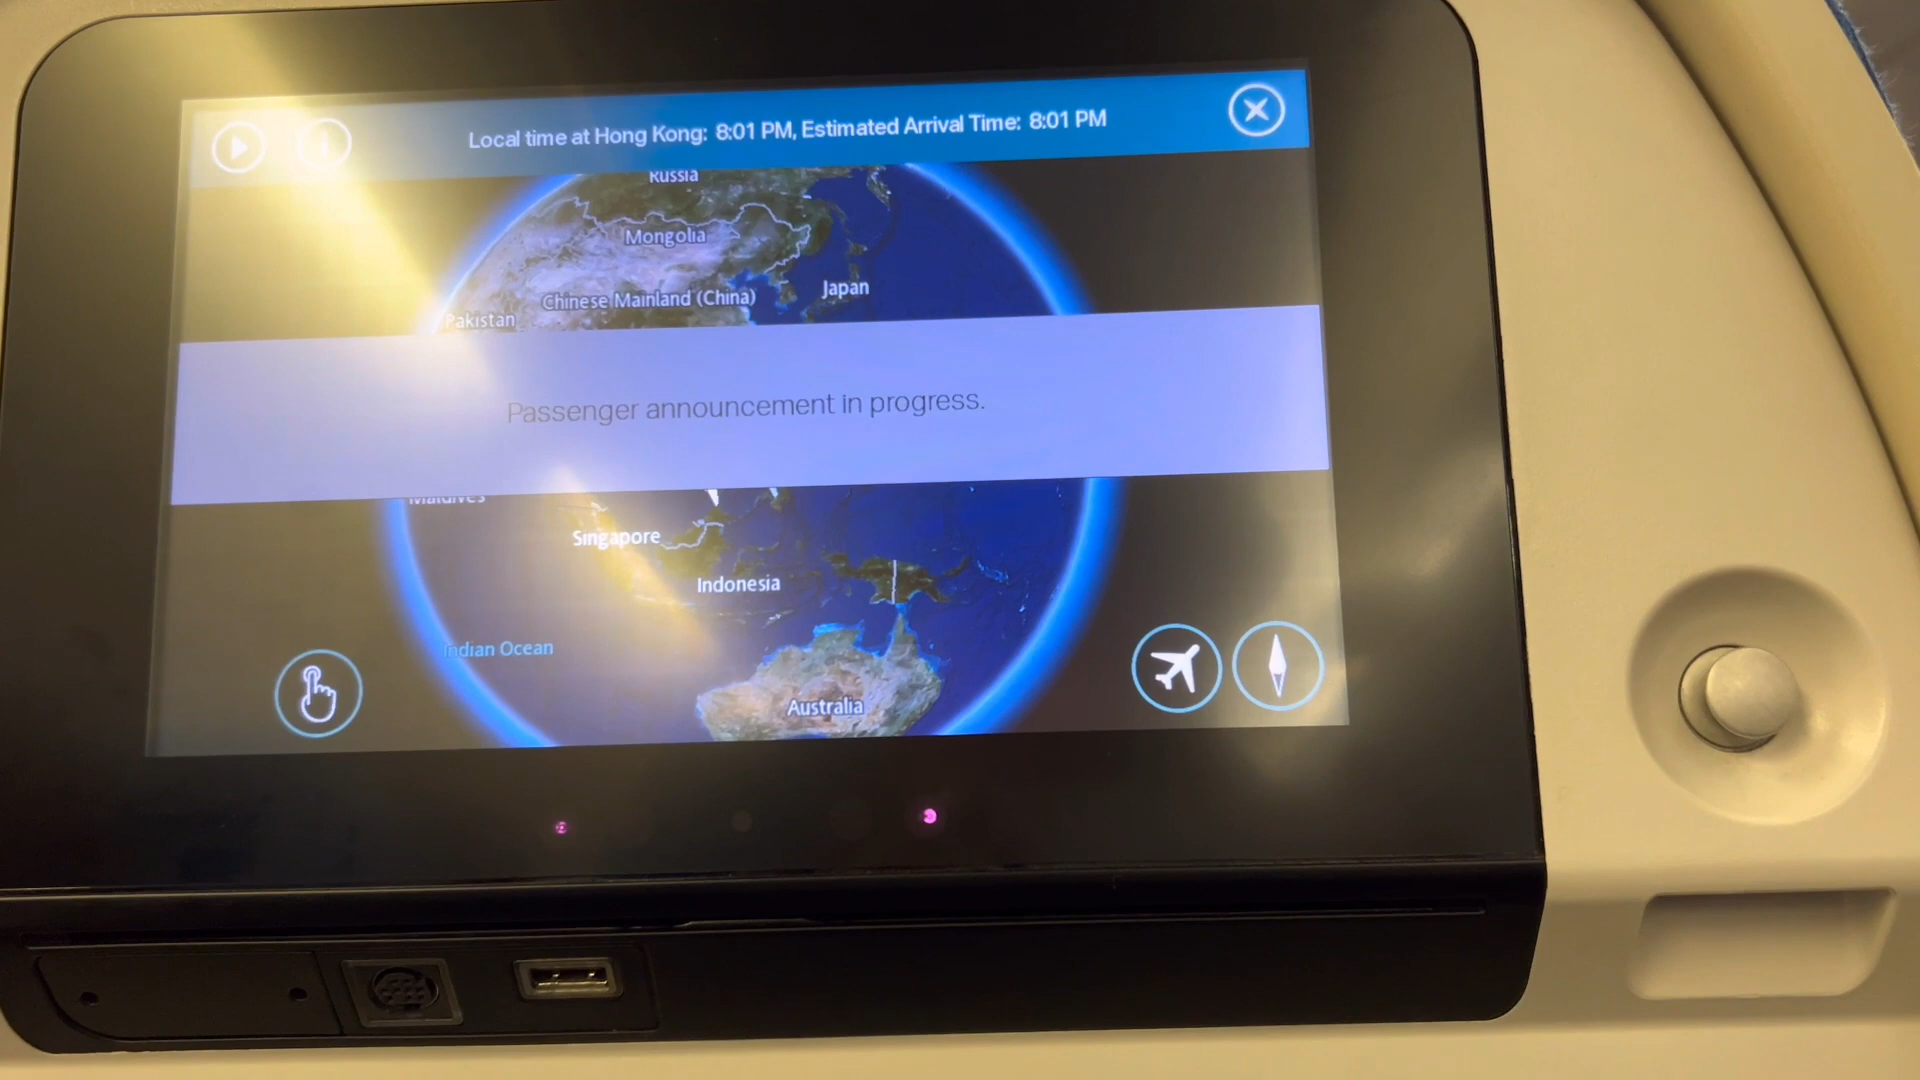 Local time at Hong Kong: 8:01 PM, Estimated Arrival Time: 8:01 PM
Russia
Mongolia
Japan
Chinese Mainland (China)
Pakistan
Passenger announcement in progress.
Maldives
Singapore
Indonesia
Indian Ocean
Australia